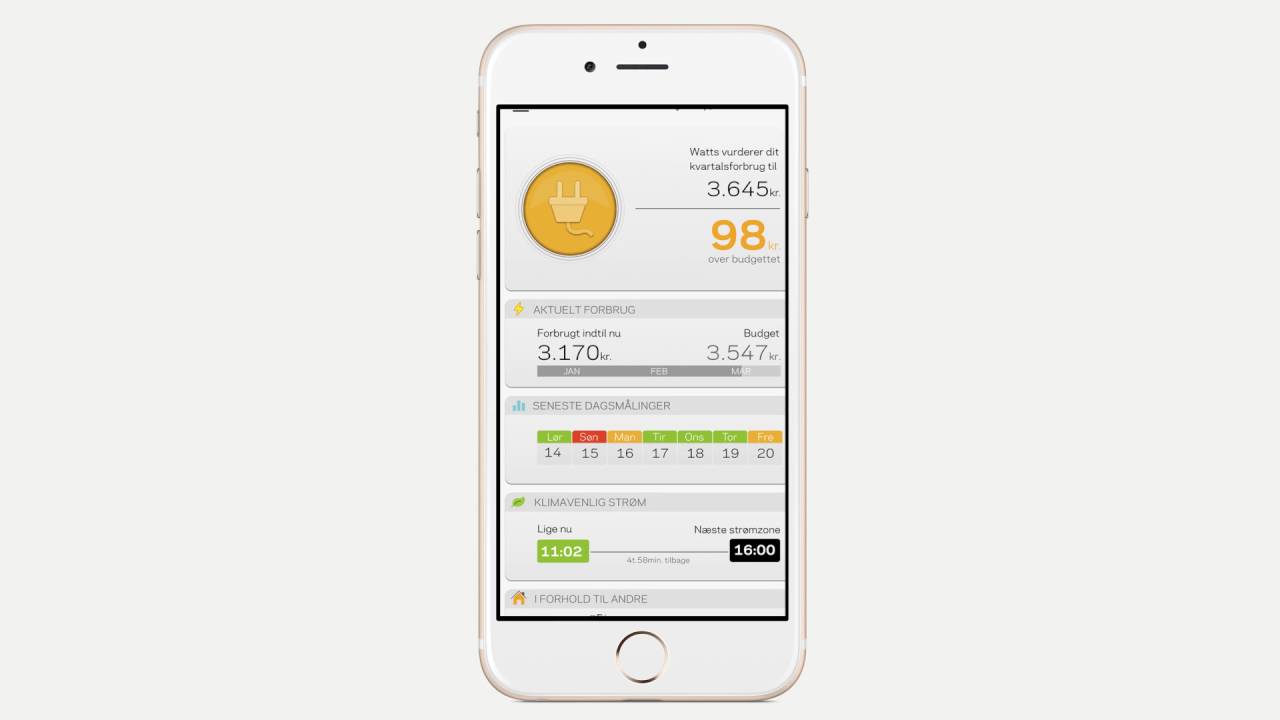 Watts vurderer dit
kvartalsforbrug til
3.645kr.
98 kr.
over budgettet
AKTUELT FORBRUG
Forbrugt indtil nu Budget
3.170kr. 3.547kr.
JAN FEB MAR
SENESTE DAGSMÅLINGER
Lør Søn Man Tir Ons Tor Fre
14 15 16 17 18 19 20
KLIMAVENLIG STRØM
Lige nu Næste strømzone
11:02 4t.58min. tilbage 16:00
I FORHOLD TIL ANDRE